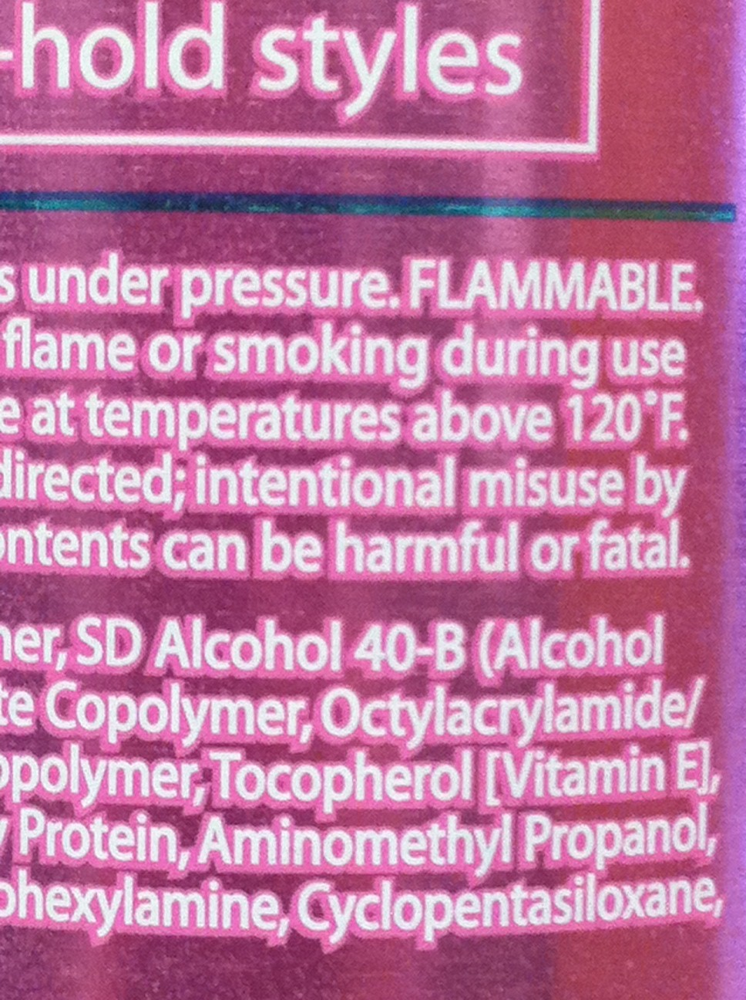 -hold styles
s under pressure. FLAMMABLE.
flame or smoking during use
e at temperatures above 120°F.
directed; intentional misuse by
ontents can be harmful or fatal.
ner, SD Alcohol 40-B (Alcohol
te Copolymer, Octylacrylamide/
opolymer, Tocopherol [Vitamin E],
y Protein, Aminomethyl Propanol,
ohexylamine, Cyclopentasiloxane,